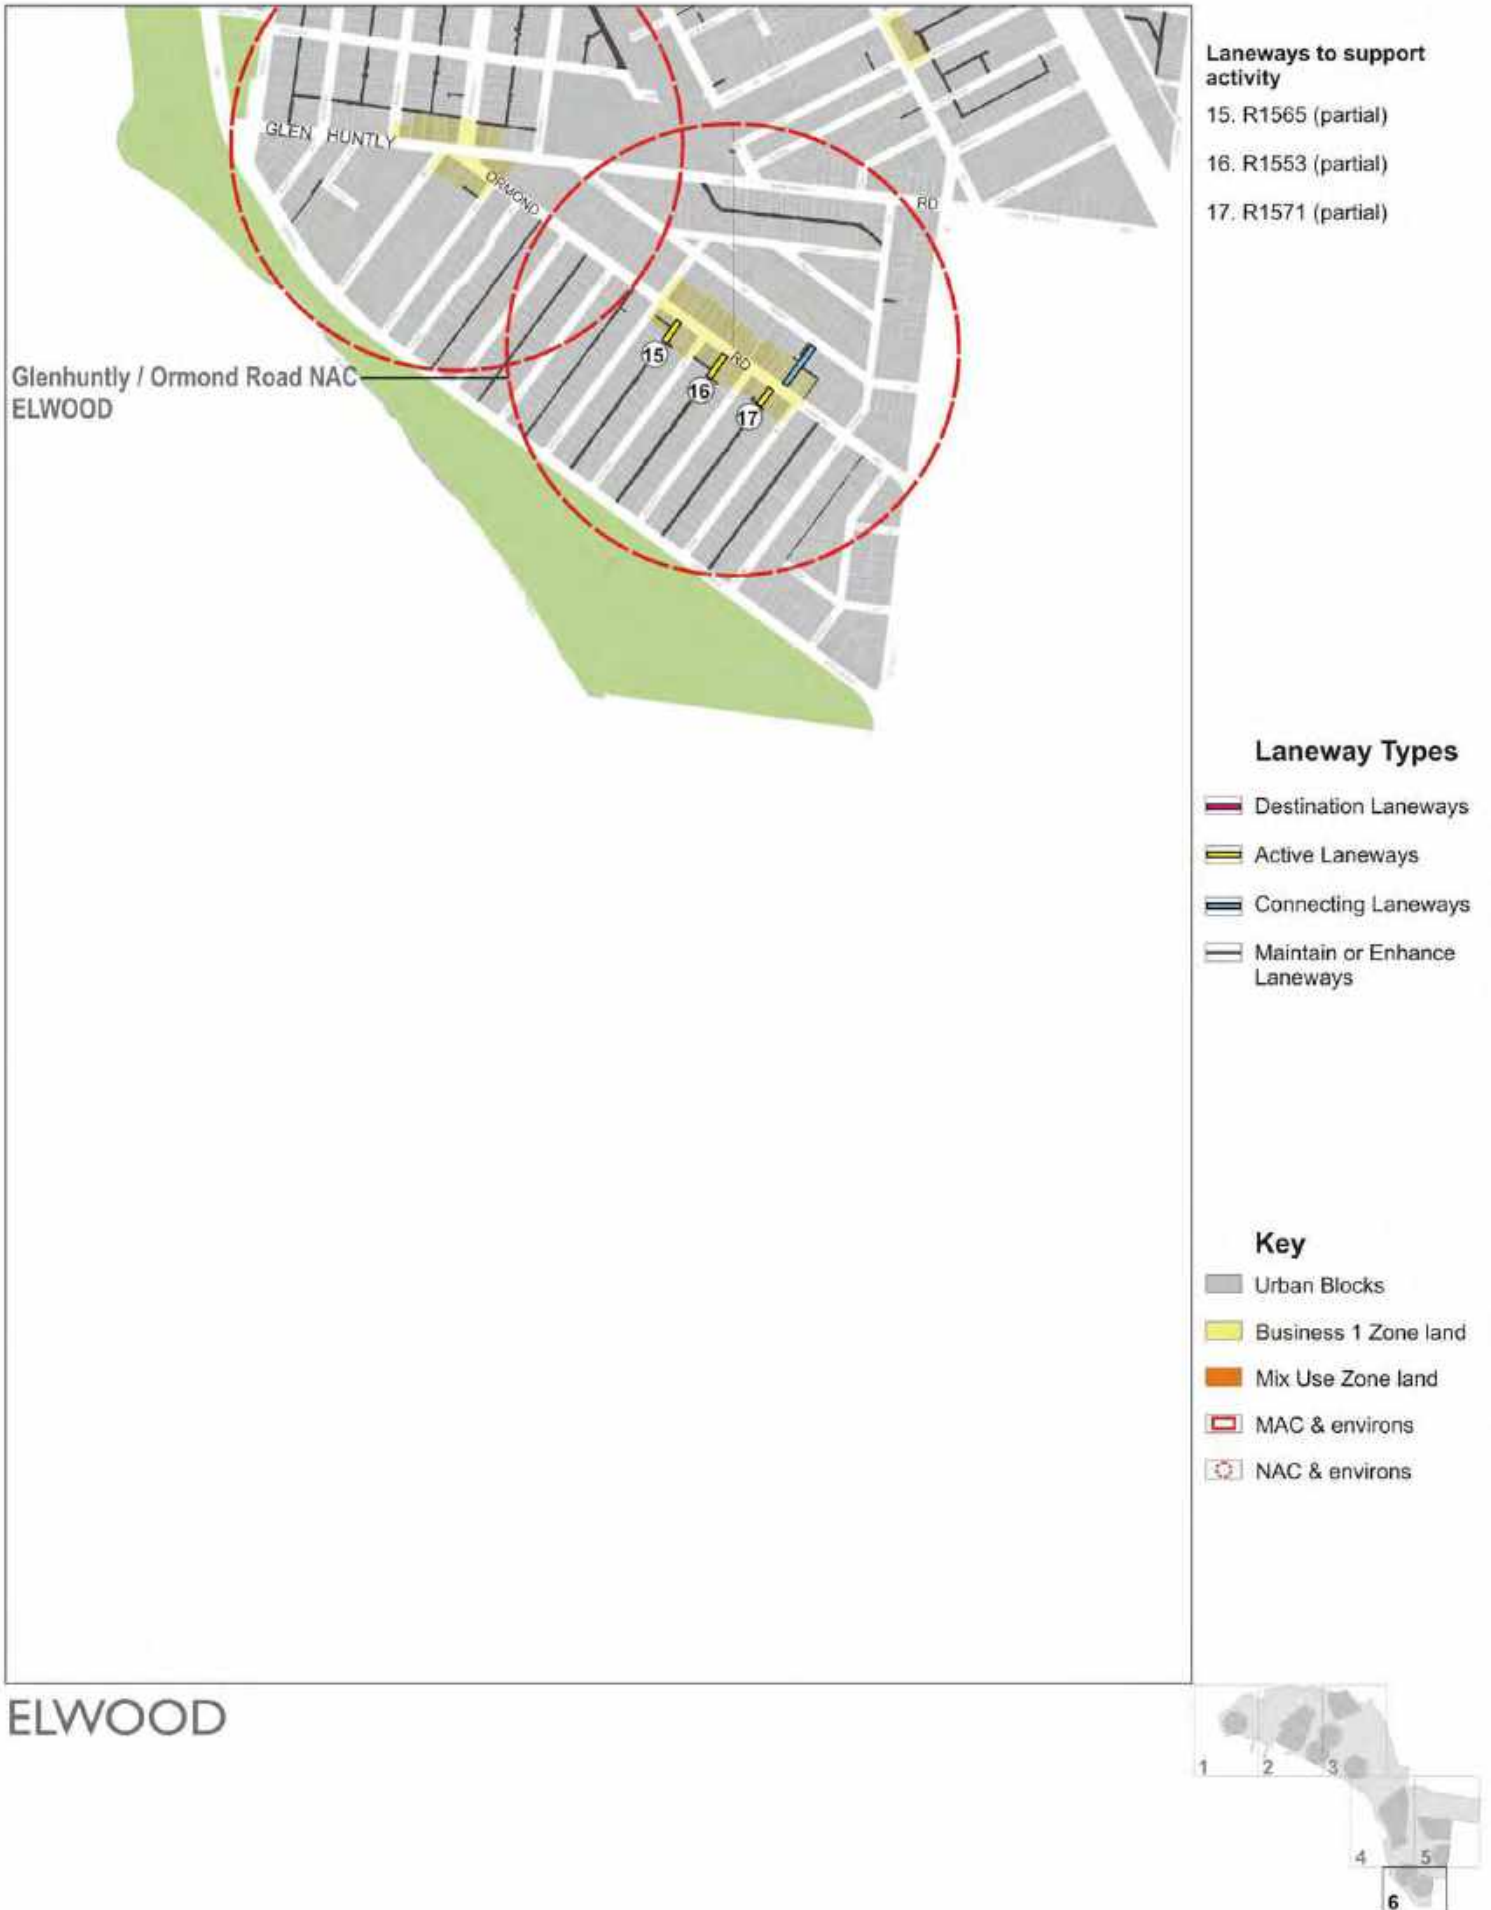 Laneways to support
activity
15. R1565 (partial)
16. R1553 (partial)
17. R1571 (partial)
GLEN HUNTLY
RD
ORMOND
RD
15
16
17
Glenhuntly / Ormond Road NAC
ELWOOD
Laneway Types
Destination Laneways
Active Laneways
Connecting Laneways
Maintain or Enhance
Laneways
Key
Urban Blocks
Business 1 Zone land
Mix Use Zone land
MAC & environs
NAC & environs
ELWOOD
1
2
3
4
5
6